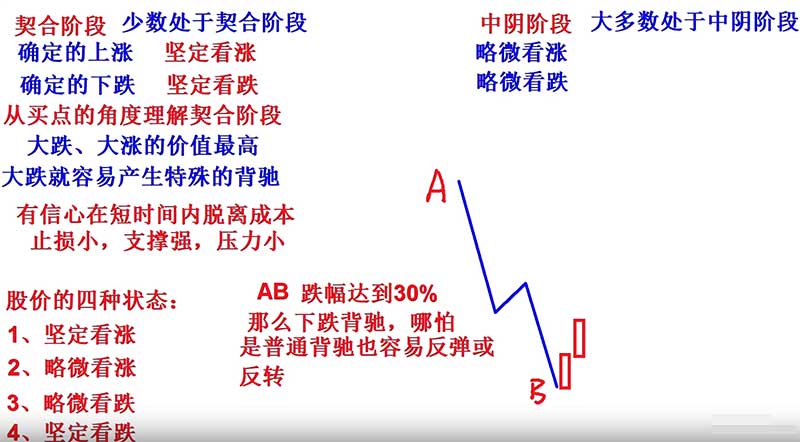 契合阶段 少数处于契合阶段
确定的上涨 坚定看涨
确定的下跌 坚定看跌
从买点的角度理解契合阶段
大跌、大涨的价值最高
大跌就容易产生特殊的背驰
有信心在短时间内脱离成本
止损小，支撑强，压力小
中阴阶段 大多数处于中阴阶段
略微看涨
略微看跌
股价的四种状态：
1、坚定看涨
2、略微看涨
3、略微看跌
4、坚定看跌
AB 跌幅达到30%
那么下跌背驰，哪怕
是普通背驰也容易反弹或
反转
A
B